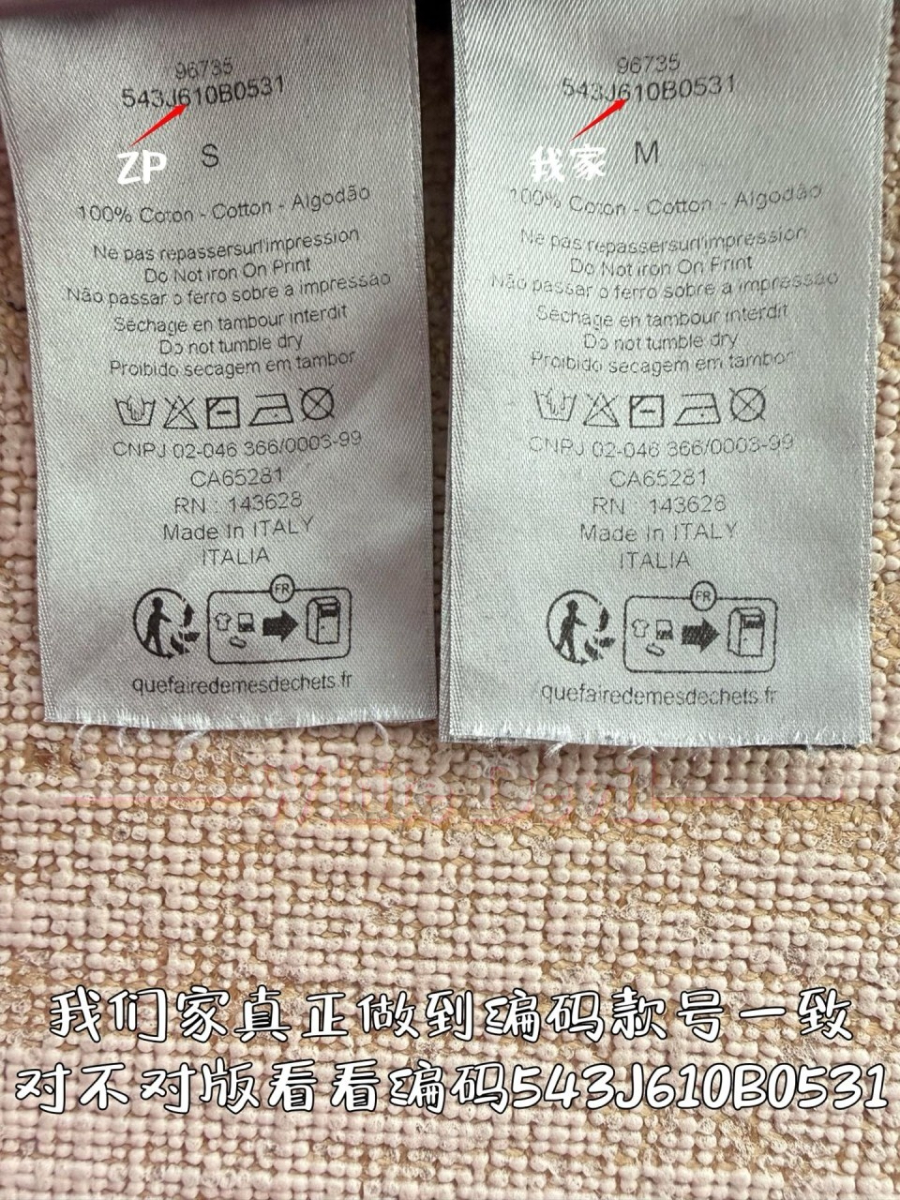 96735
543J610B0531
ZP
S
100% Coton - Cotton - Algodão
Ne pas repassersurl'impression
Do Not iron On Print
Não passar o ferro sobre a impressão
Séchage en tambour interdit
Do not tumble dry
Proibido secagem em tambor
CNPJ 02-046 366/0003-99
CA65281
RN : 143628
Made In ITALY
ITALIA
FR
quefairedemesdechets.fr
96735
543J610B0531
我家
M
100% Coton - Cotton - Algodão
Ne pas repassersurl'impression
Do Not iron On Print
Não passar o ferro sobre a impressão
Séchage en tambour interdit
Do not tumble dry
Proibido secagem em tambor
CNPJ 02-046 366/0003-99
CA65281
RN : 143628
Made In ITALY
ITALIA
FR
quefairedemesdechets.fr
我们家真正做到编码款号一致
对不对版看看编码543J610B0531